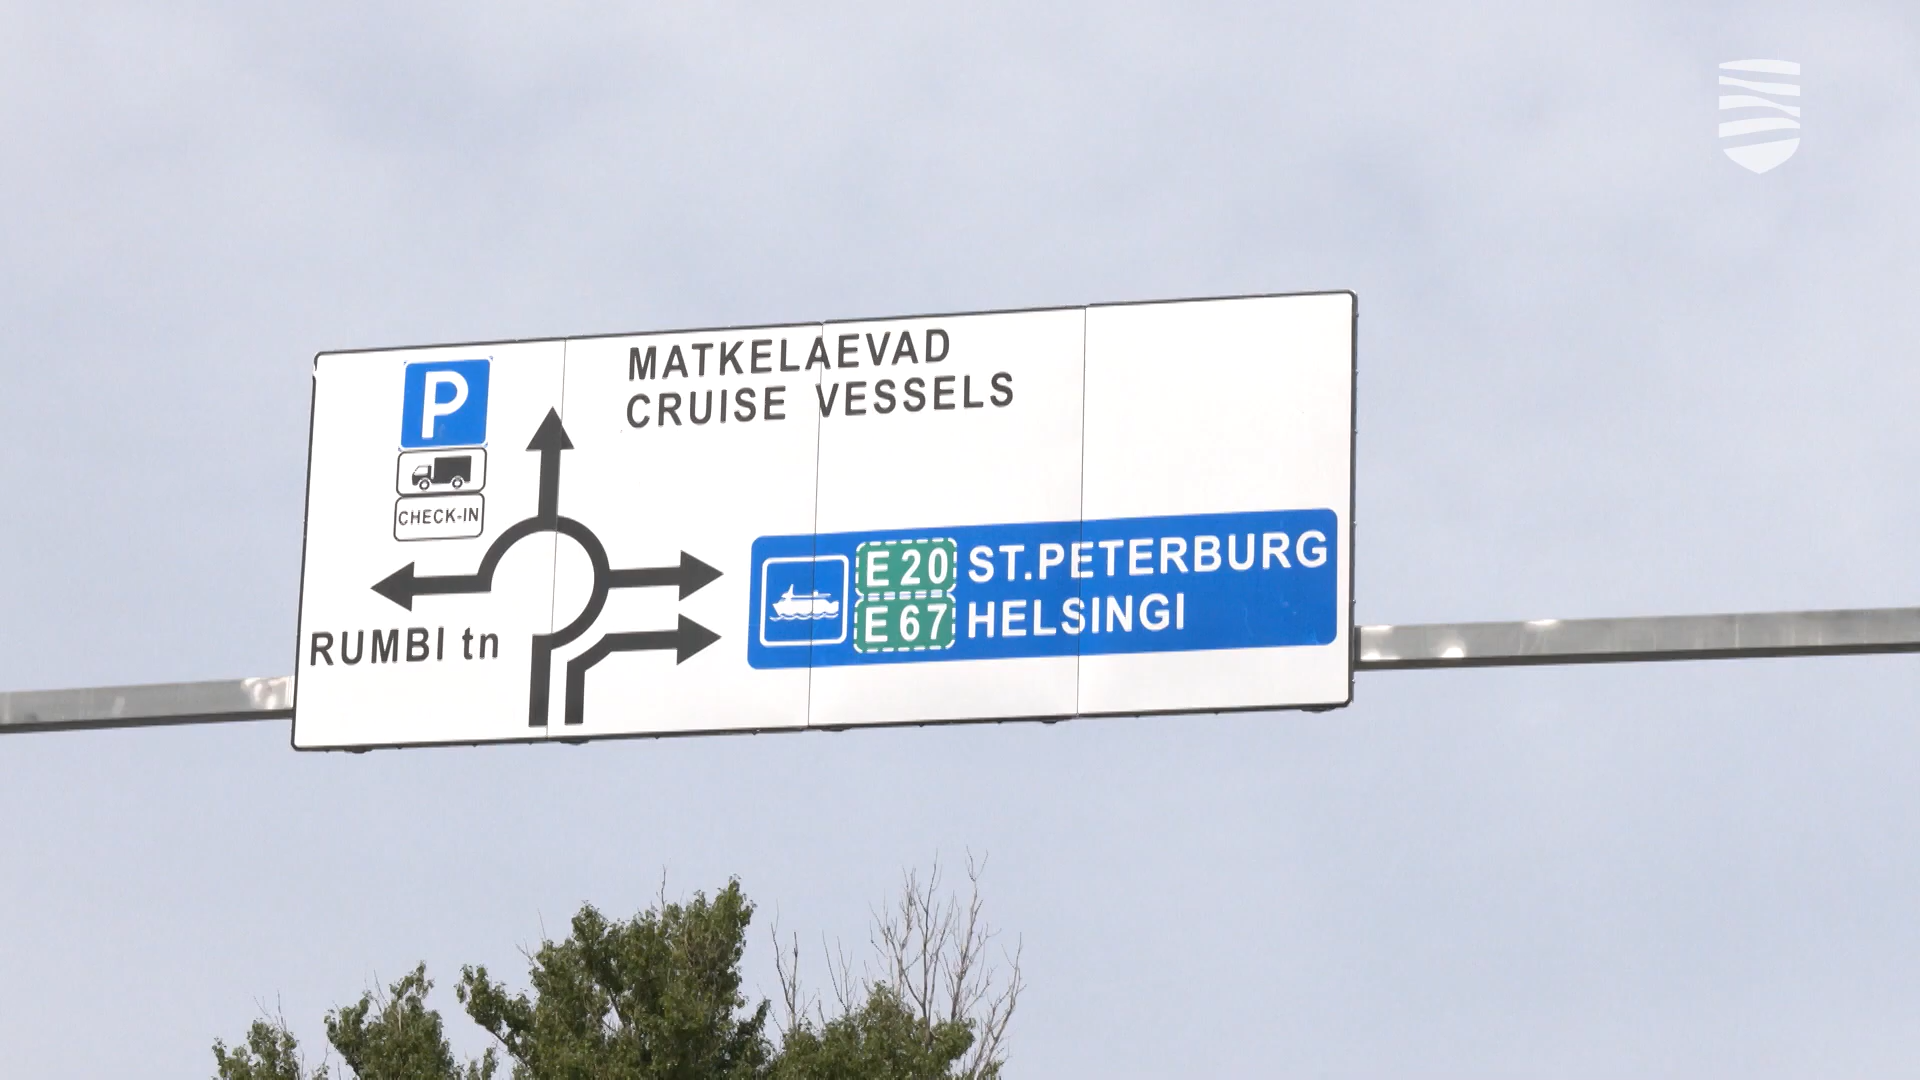 P
MATKELAEVAD
CRUISE VESSELS
CHECK-IN
RUMBI tn
E 20 ST.PETERBURG
E 67 HELSINGI